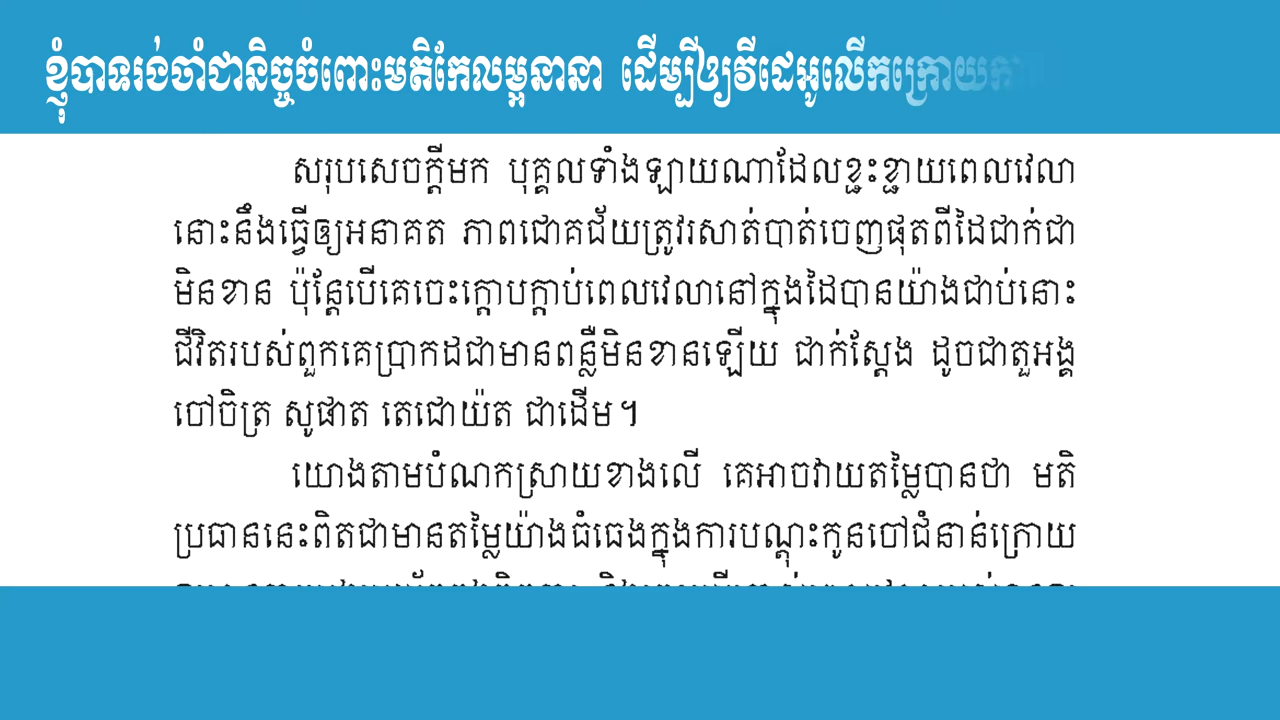 ខ្ញុំបាទរង់ចាំជានិច្ចចំពោះមតិកែលម្អនានា ដើម្បីឲ្យវីដេអូលើកក្រោយ
សរុបសេចក្តីមក បុគ្គលទាំងឡាយណាដែលខ្ជះខ្ជាយពេលវេលា
នោះនឹងធ្វើឲ្យអនាគត ភាពជោគជ័យត្រូវរសាត់បាត់ចេញផុតពីដៃជាក់ជា
មិនខាន ប៉ុន្តែបើគេចេះក្តោបក្តាប់ពេលវេលានៅក្នុងដៃបានយ៉ាងជាប់នោះ
ជីវិតរបស់ពួកគេប្រាកដជាមានពន្លឺមិនខានឡើយ ជាក់ស្តែង ដូចជាតួអង្គ
ចៅចិត្រ សូផាត តេជោយ៉ត ជាដើម។
យោងតាមបំណកស្រាយខាងលើ គេអាចវាយតម្លៃបានថា មតិ
ប្រធាននេះពិតជាមានតម្លៃយ៉ាងធំធេងក្នុងការបណ្តុះកូនចៅជំនាន់ក្រោយ